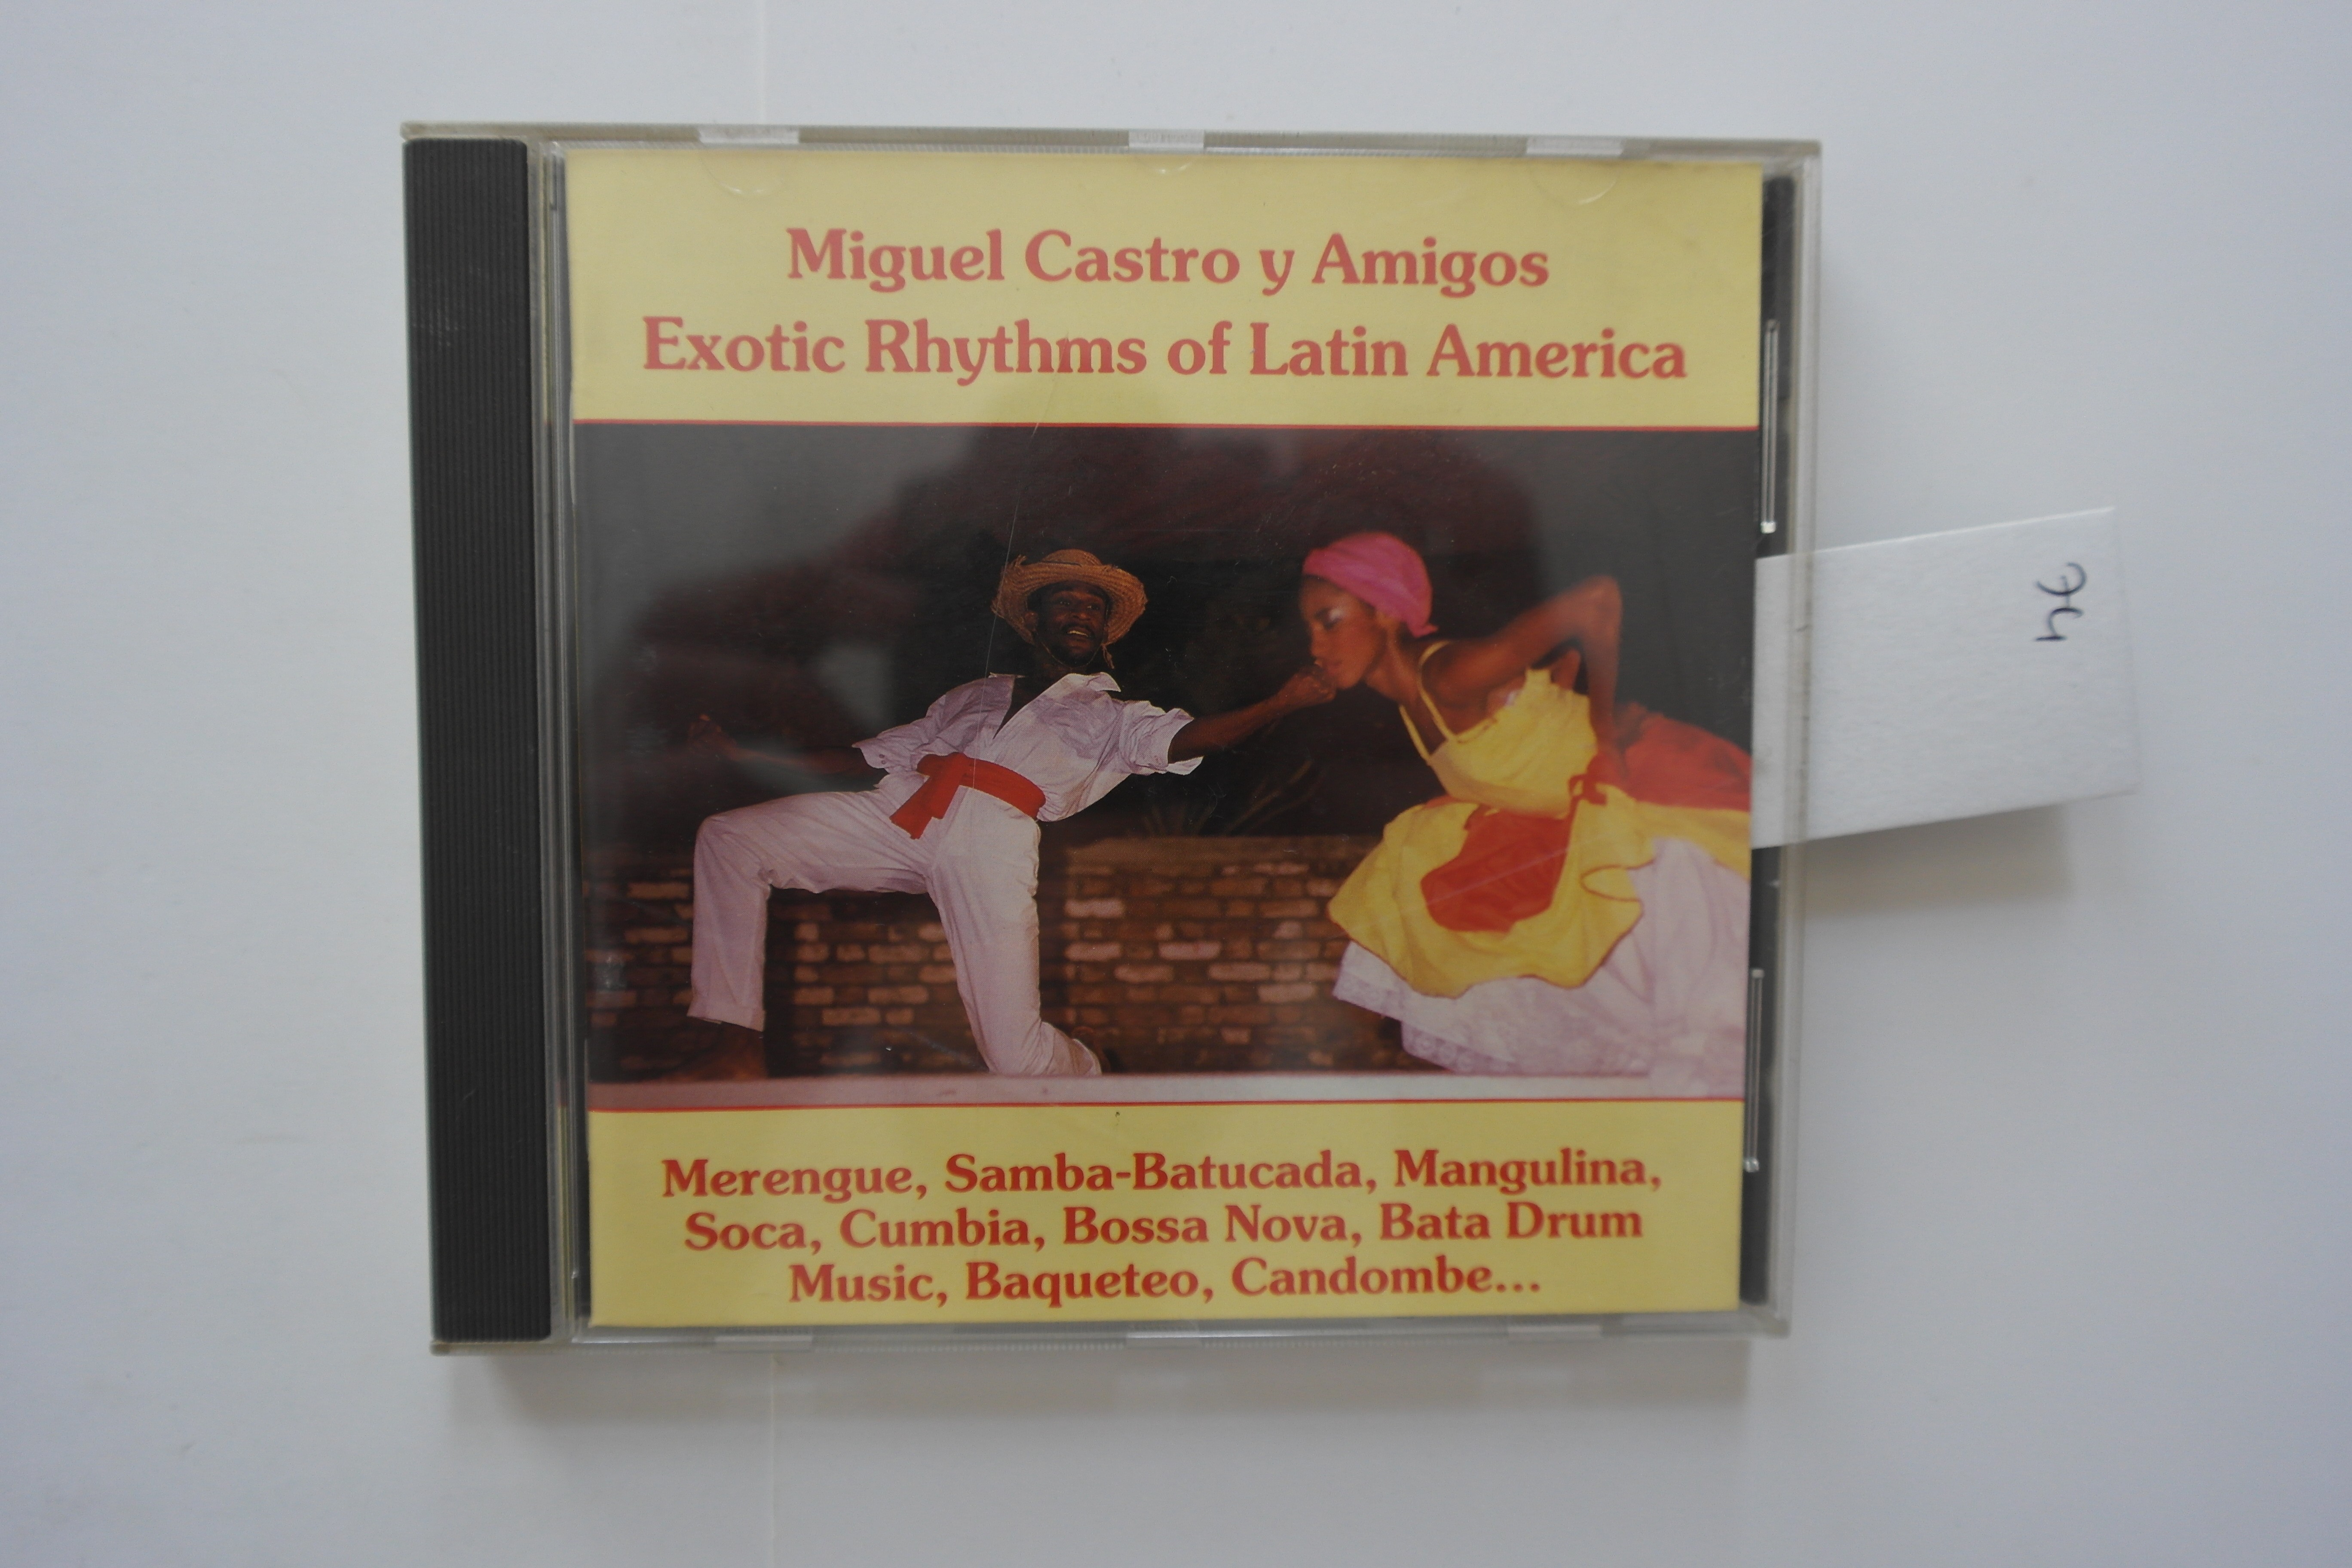 Miguel Castro y Amigos
Exotic Rhythms of Latin America
Merengue, Samba-Batucada, Mangulina,
Soca, Cumbia, Bossa Nova, Bata Drum
Music, Baqueteo, Candombe...